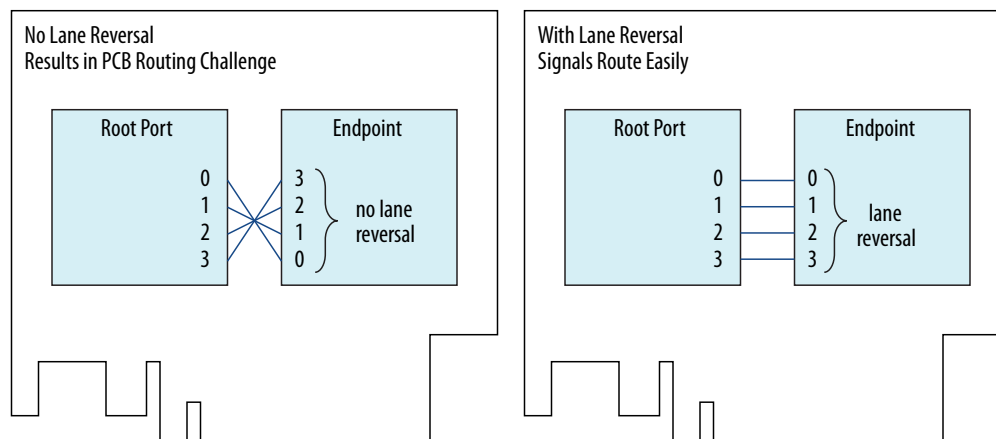 No Lane Reversal
Results in PCB Routing Challenge
Root Port
Endpoint
0
1
2
3
3
2
1
0
no lane
reversal
With Lane Reversal
Signals Route Easily
Root Port
Endpoint
0
1
2
3
0
1
2
3
lane
reversal